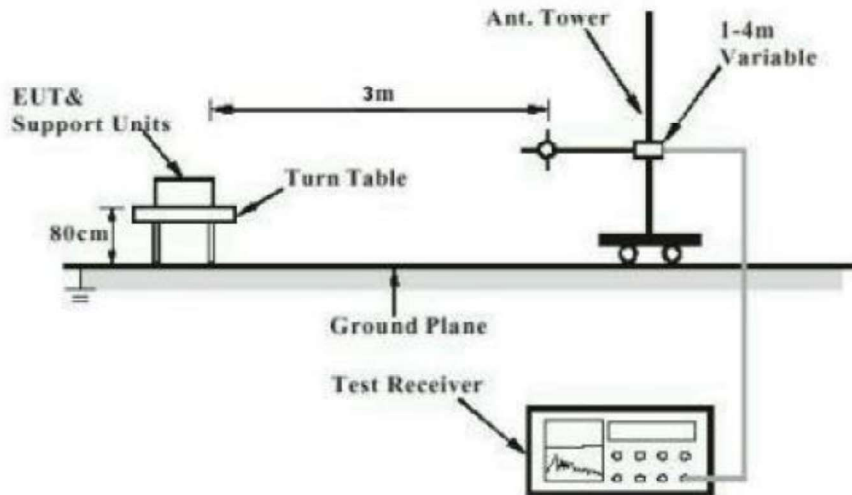 Ant. Tower
1-4m
Variable
3m
EUT&
Support Units
Turn Table
80cm
Ground Plane
Test Receiver